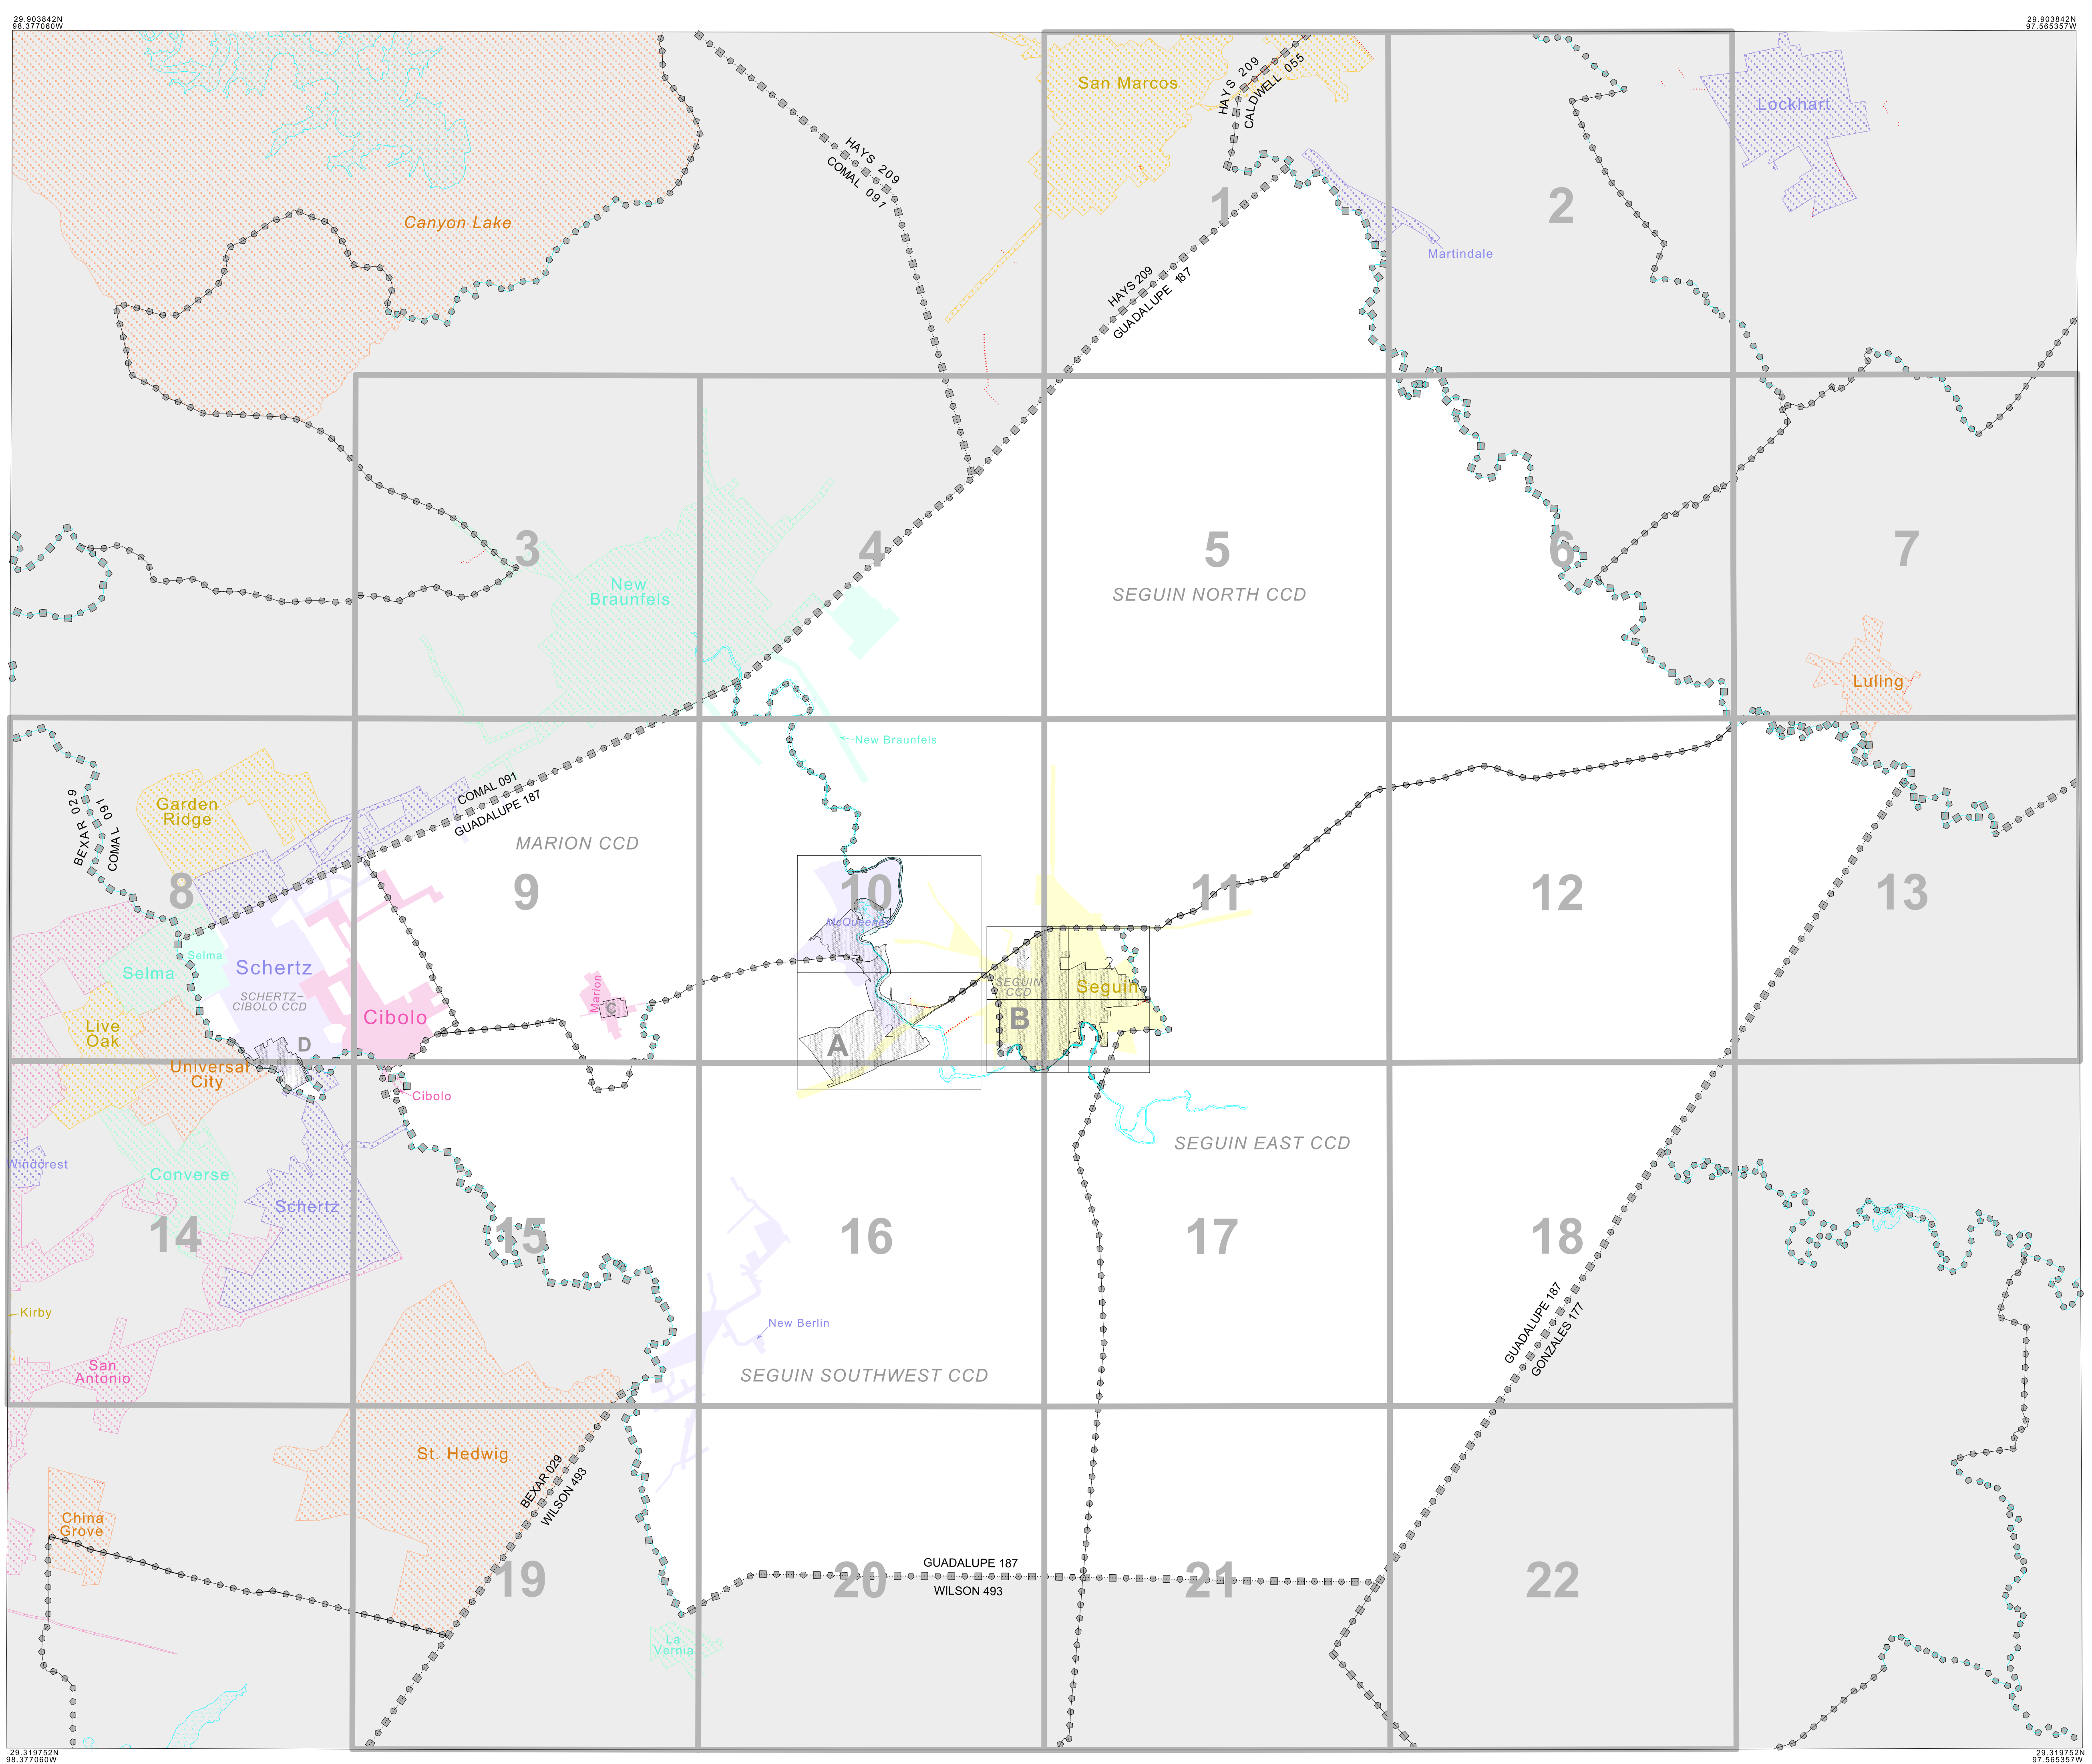 29.903842N
98.377060W
29.903842N
97.565357W
San Marcos
HAYS 209
CALDWELL 055
Lockhart
HAYS 209
COMAL 091
Canyon Lake
1
2
Martindale
HAYS 209
GUADALUPE 187
3
4
5
6
7
New
Braunfels
SEGUIN NORTH CCD
Luling
New Braunfels
COMAL 091
GUADALUPE 187
Garden
Ridge
BEXAR 029
COMAL 091
MARION CCD
8
9
10
11
12
13
1
McQueeney
Selma
Selma
Schertz
SCHERTZ-
CIBOLO CCD
Cibolo
Marion
C
1
2
SEGUIN
CCD
Seguin
Live
Oak
D
2
A
B
Universal
City
Cibolo
Windcrest
Converse
Schertz
SEGUIN EAST CCD
14
15
16
17
18
Kirby
New Berlin
San
Antonio
SEGUIN SOUTHWEST CCD
GUADALUPE 187
GONZALES 177
St. Hedwig
BEXAR 029
WILSON 493
China
Grove
GUADALUPE 187
WILSON 493
19
20
21
22
La
Vernia
29.319752N
98.377060W
29.319752N
97.565357W